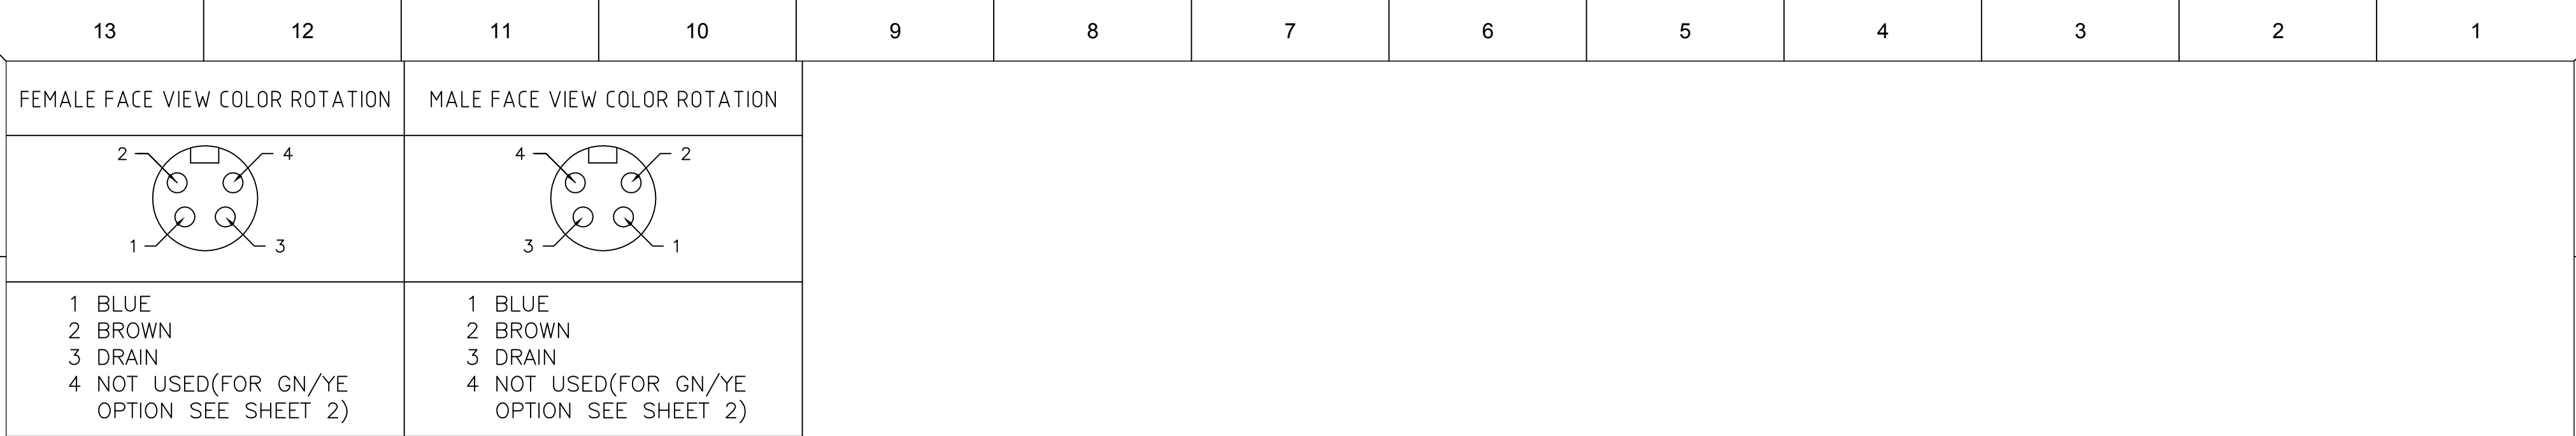 13 12 11 10 9 8 7 6 5 4 3 2 1
FEMALE FACE VIEW COLOR ROTATION
2 4
1 3
1 BLUE
2 BROWN
3 DRAIN
4 NOT USED(FOR GN/YE
OPTION SEE SHEET 2)
MALE FACE VIEW COLOR ROTATION
4 2
3 1
1 BLUE
2 BROWN
3 DRAIN
4 NOT USED(FOR GN/YE
OPTION SEE SHEET 2)